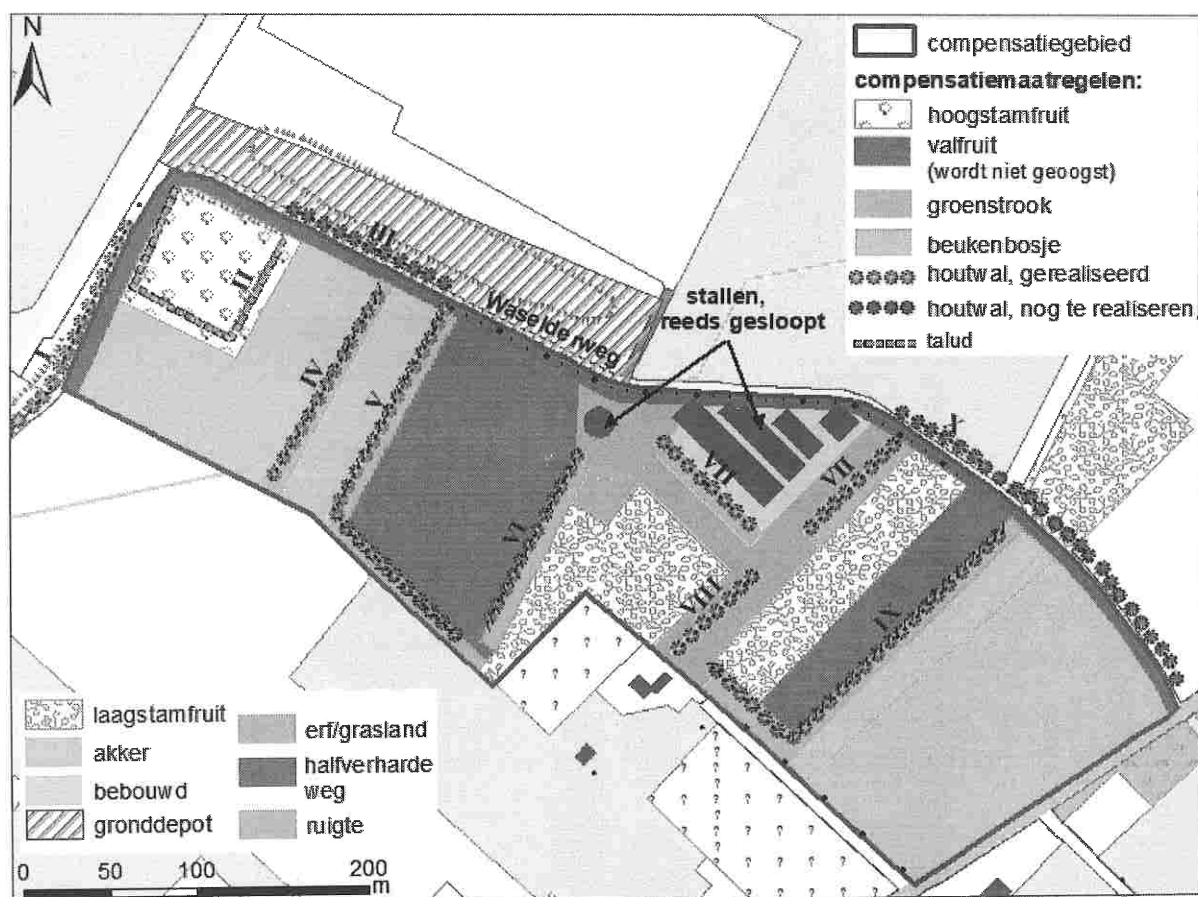 N
compensatiegebied
compensatiemaatregelen:
hoogstamfruit
valfruit
(wordt niet geoogst)
groenstrook
beukenbosje
houtwal, gerealiseerd
houtwal, nog te realiseren
talud
stallen,
reeds gesloopt
Waselderweg
I
II
III
IV
V
VI
VII
VII
VIII
IX
X
laagstamfruit
akker
bebouwd
gronddepot
erf/grasland
halfverharde
weg
ruigte
0 50 100 200
m